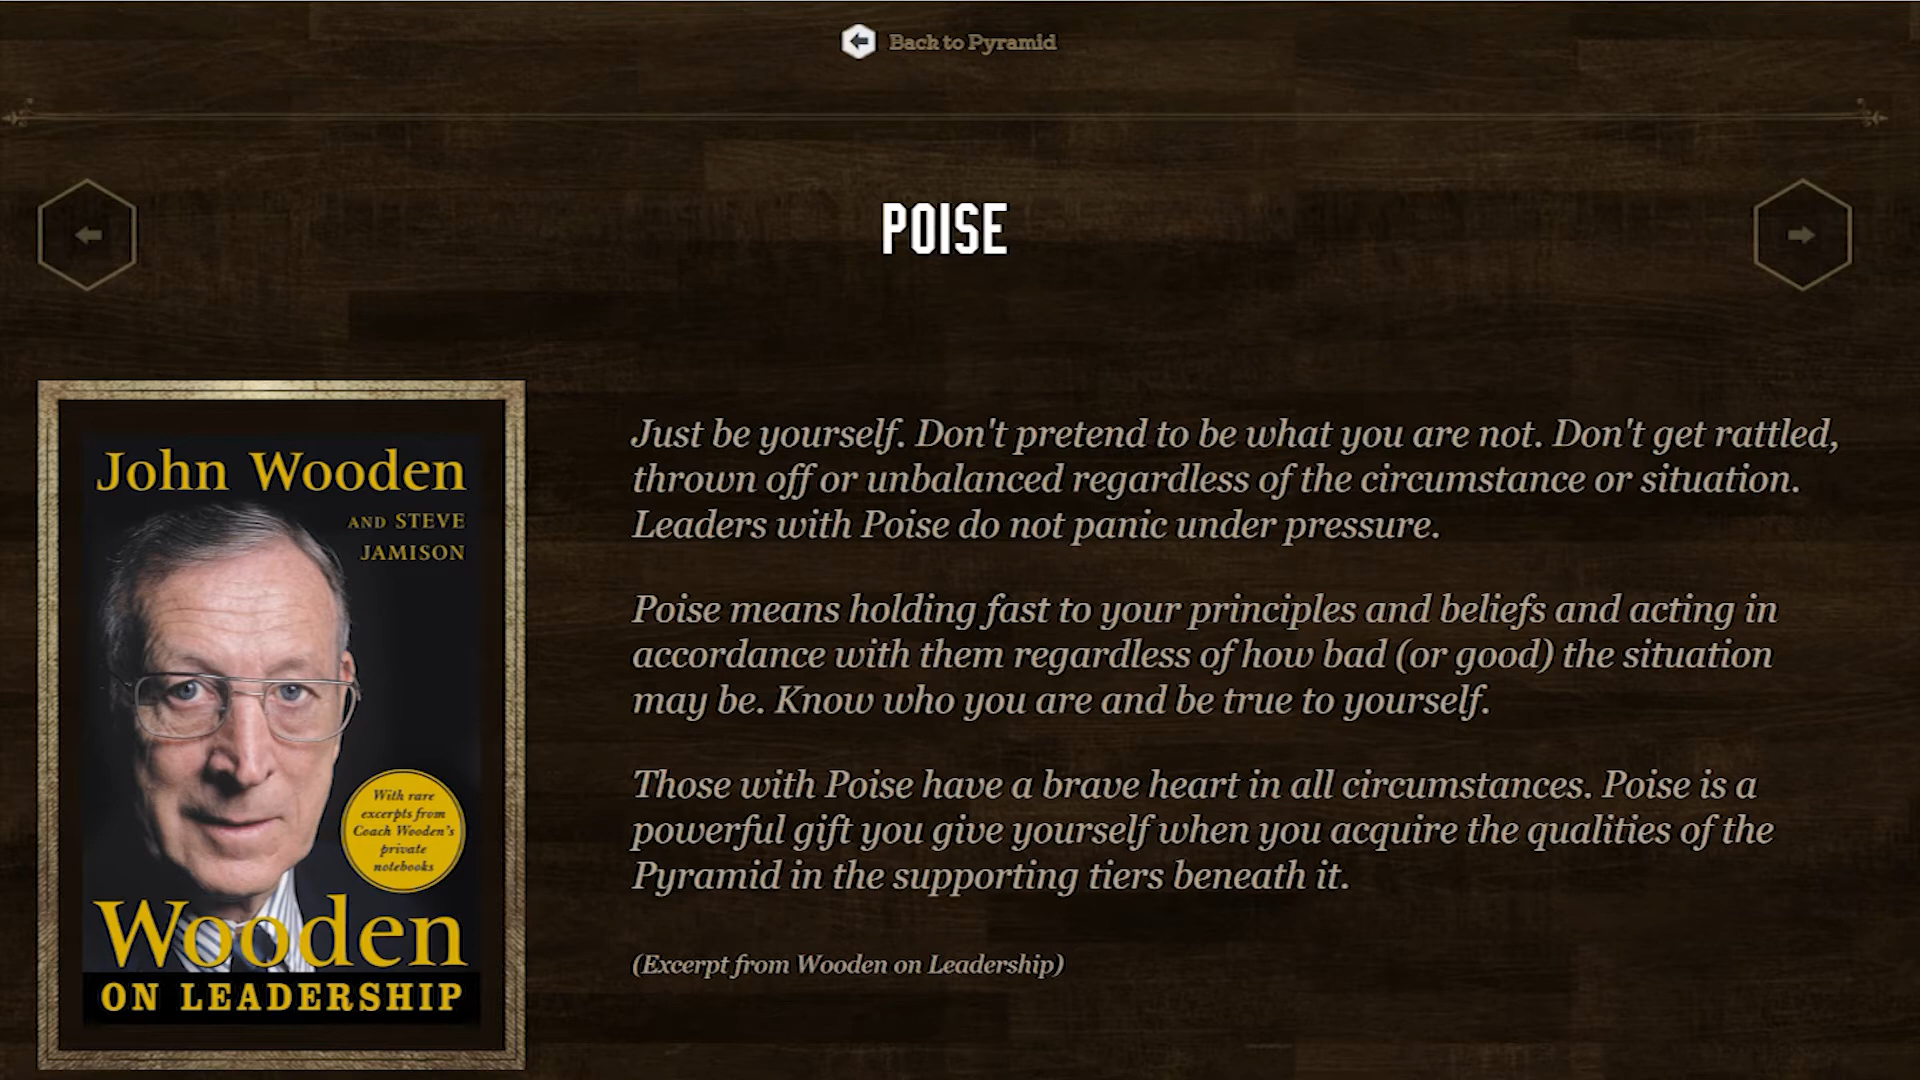 Back to Pyramid
POISE
John Wooden
AND STEVE
JAMISON
With rare
excerpts from
Coach Wooden's
private
notebooks
Wooden
ON LEADERSHIP
Just be yourself. Don't pretend to be what you are not. Don't get rattled,
thrown off or unbalanced regardless of the circumstance or situation.
Leaders with Poise do not panic under pressure.
Poise means holding fast to your principles and beliefs and acting in
accordance with them regardless of how bad (or good) the situation
may be. Know who you are and be true to yourself.
Those with Poise have a brave heart in all circumstances. Poise is a
powerful gift you give yourself when you acquire the qualities of the
Pyramid in the supporting tiers beneath it.
(Excerpt from Wooden on Leadership)